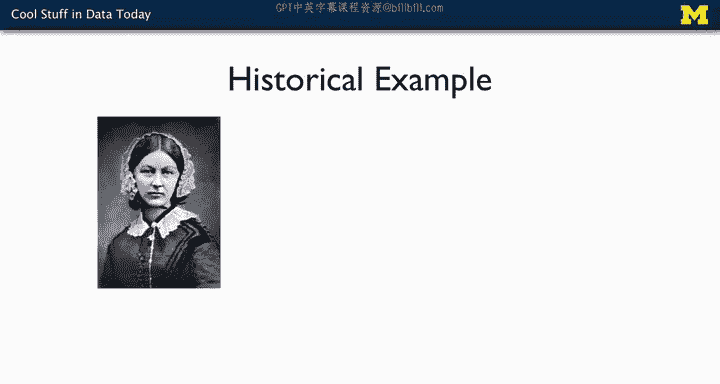 Cool Stuff in Data Today
GPT中英字幕课程资源@bilibili.com
M
Historical Example